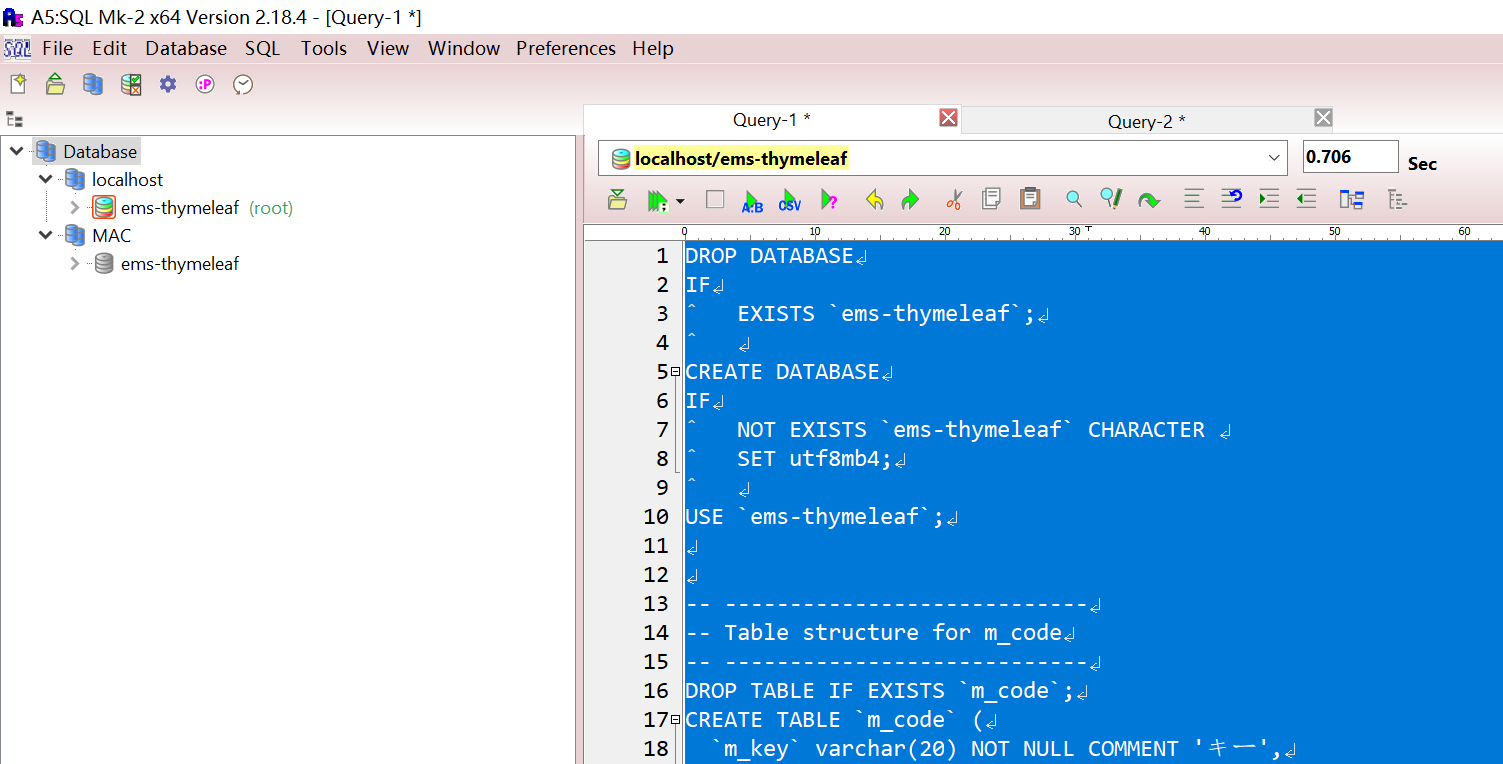 A5:SQL Mk-2 x64 Version 2.18.4 - [Query-1 *]
File Edit Database SQL Tools View Window Preferences Help
Query-1 * Query-2 *
Database
localhost
ems-thymeleaf (root)
MAC
ems-thymeleaf
localhost/ems-thymeleaf 0.706 Sec
A:B CSV
0 10 20 30 40 50 60
1 DROP DATABASE
2 IF
3 EXISTS `ems-thymeleaf`;
4
5 CREATE DATABASE
6 IF
7 NOT EXISTS `ems-thymeleaf` CHARACTER
8 SET utf8mb4;
9
10 USE `ems-thymeleaf`;
11
12
13 -- ----------------------------
14 -- Table structure for m_code
15 -- ----------------------------
16 DROP TABLE IF EXISTS `m_code`;
17 CREATE TABLE `m_code` (
18 `m_key` varchar(20) NOT NULL COMMENT 'キー',